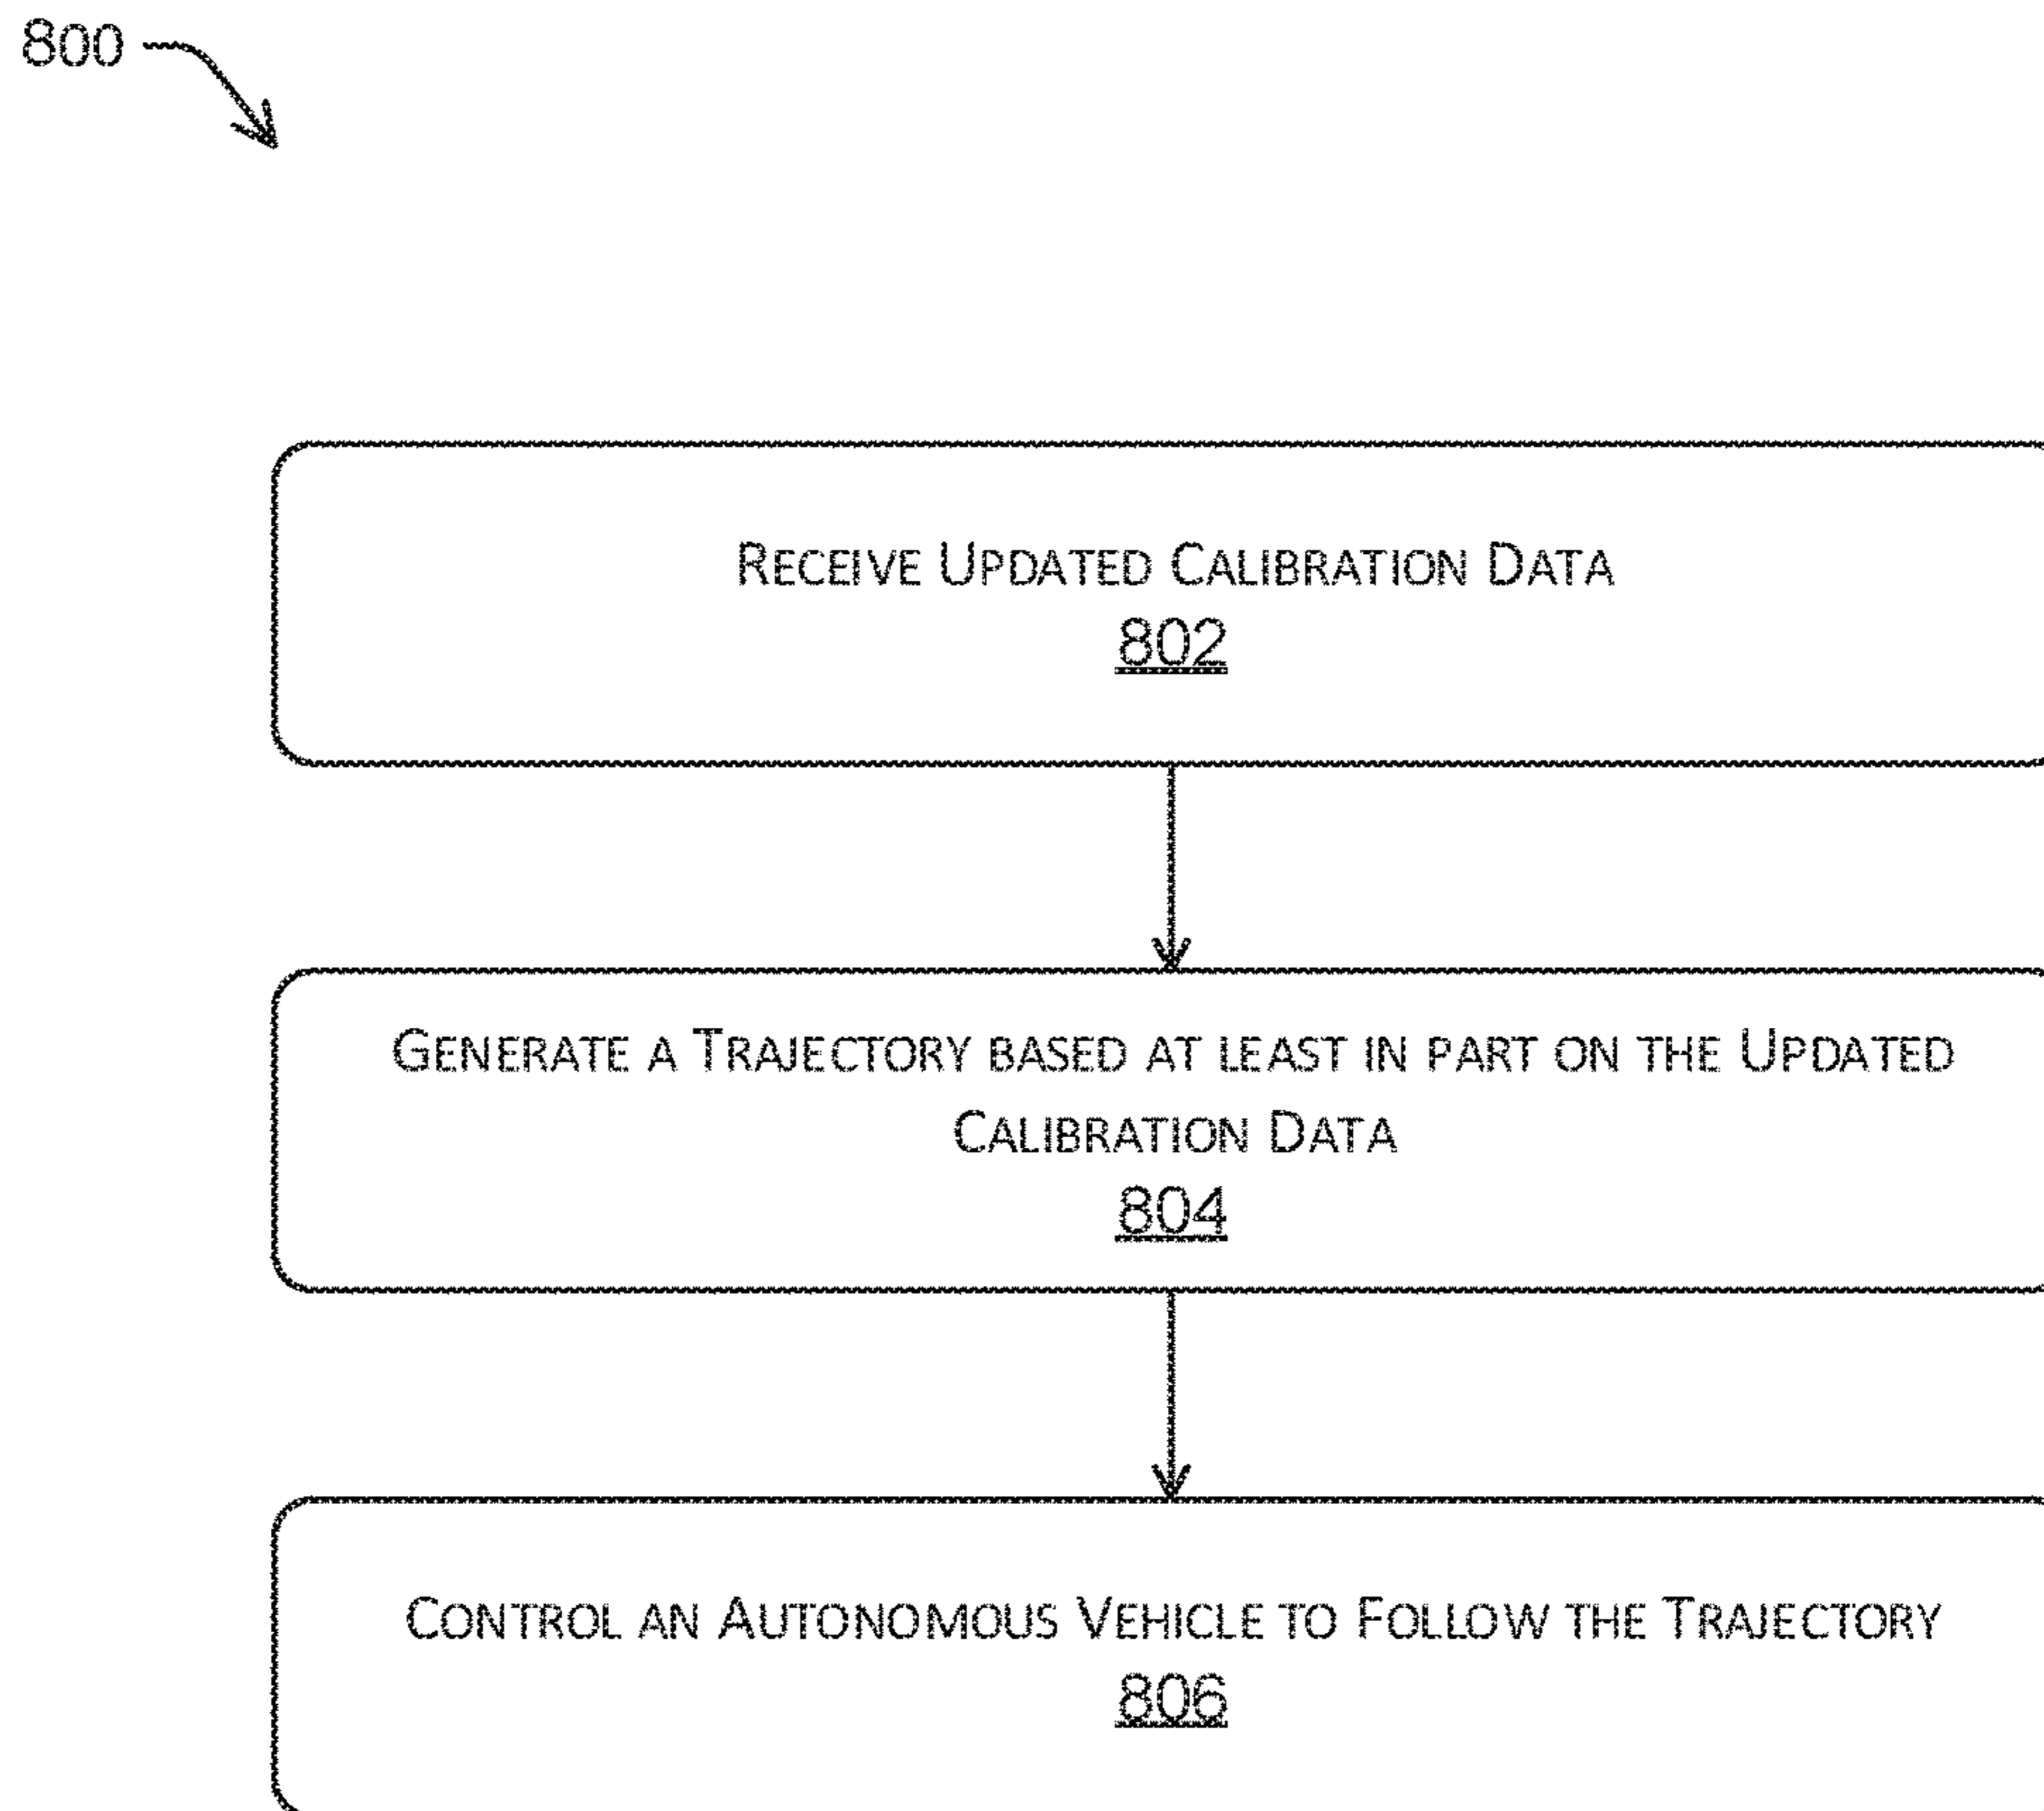 800
RECEIVE UPDATED CALIBRATION DATA
802
GENERATE A TRAJECTORY BASED AT LEAST IN PART ON THE UPDATED
CALIBRATION DATA
804
CONTROL AN AUTONOMOUS VEHICLE TO FOLLOW THE TRAJECTORY
806